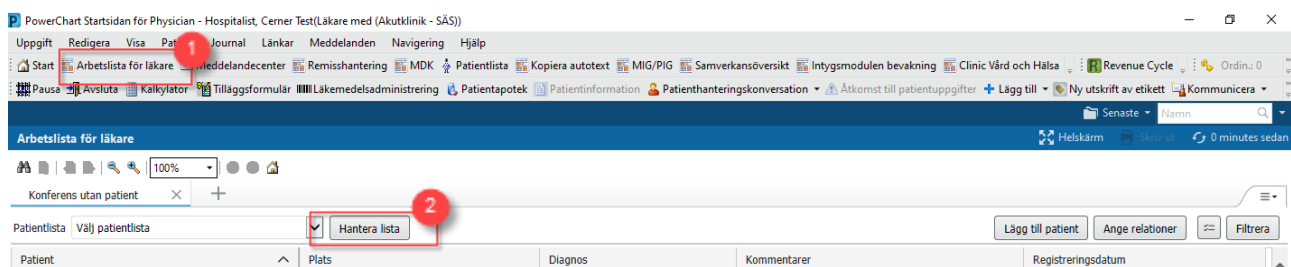 PowerChart Startsidan för Physician - Hospitalist, Cerner Test(Läkare med (Akutklinik - SÄS))
Uppgift Redigera Visa Journal Länkar Meddelanden Navigering Hjälp
1
Start Arbetslista för läkare Meddelandecenter Remisshantering MDK Patientlista Kopiera autotext MIG/PIG Samverkansöversikt Intygsmodulen bevakning Clinic Vård och Hälsa Revenue Cycle Ordin.: 0
Pausa Avsluta Kalkylator Tilläggsformulär Läkemedelsadministrering Patientapotek Patientinformation Patienthanteringskonversation Åtkomst till patientuppgifter Lägg till Ny utskrift av etikett Kommunicera
Senaste Namn
Arbetslista för läkare Helskärm Skriv ut 0 minutes sedan
100%
Konferens utan patient
2
Patientlista Välj patientlista Hantera lista Lägg till patient Ange relationer Filtrera
Patient Plats Diagnos Kommentarer Registreringsdatum